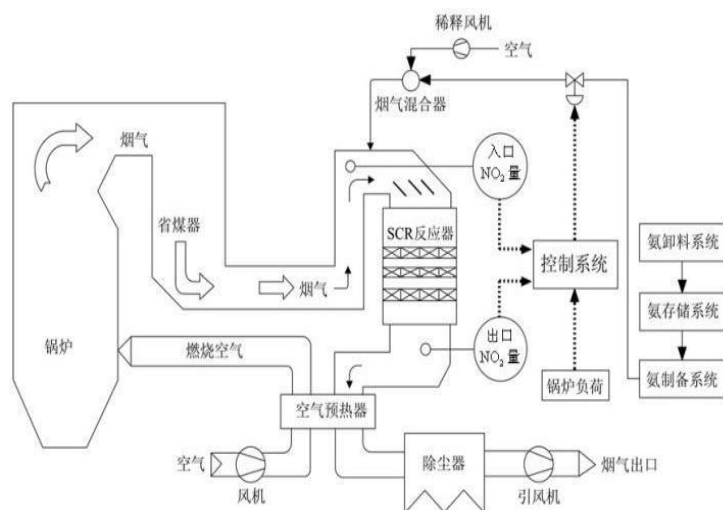 稀释风机
空气
烟气混合器
烟气
入口
NO₂量
省煤器
SCR反应器
氨卸料系统
控制系统
烟气
氨存储系统
出口
NO₂量
锅炉
燃烧空气
锅炉负荷
氨制备系统
空气预热器
空气
除尘器
烟气出口
风机
引风机